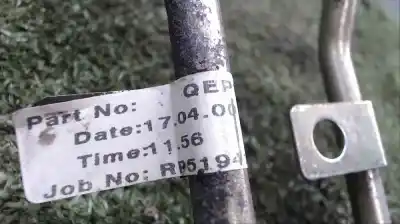 Part No: QEP
Date:17.04.00
Time:11.56
Job No: RP5194